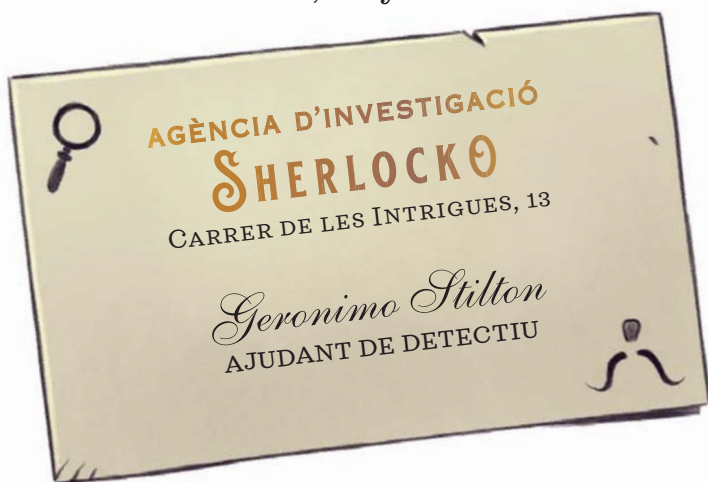 AGÈNCIA D'INVESTIGACIÓ
SHERLOCKO
CARRER DE LES INTRIGUES, 13
Geronimo Stilton
AJUDANT DE DETECTIU